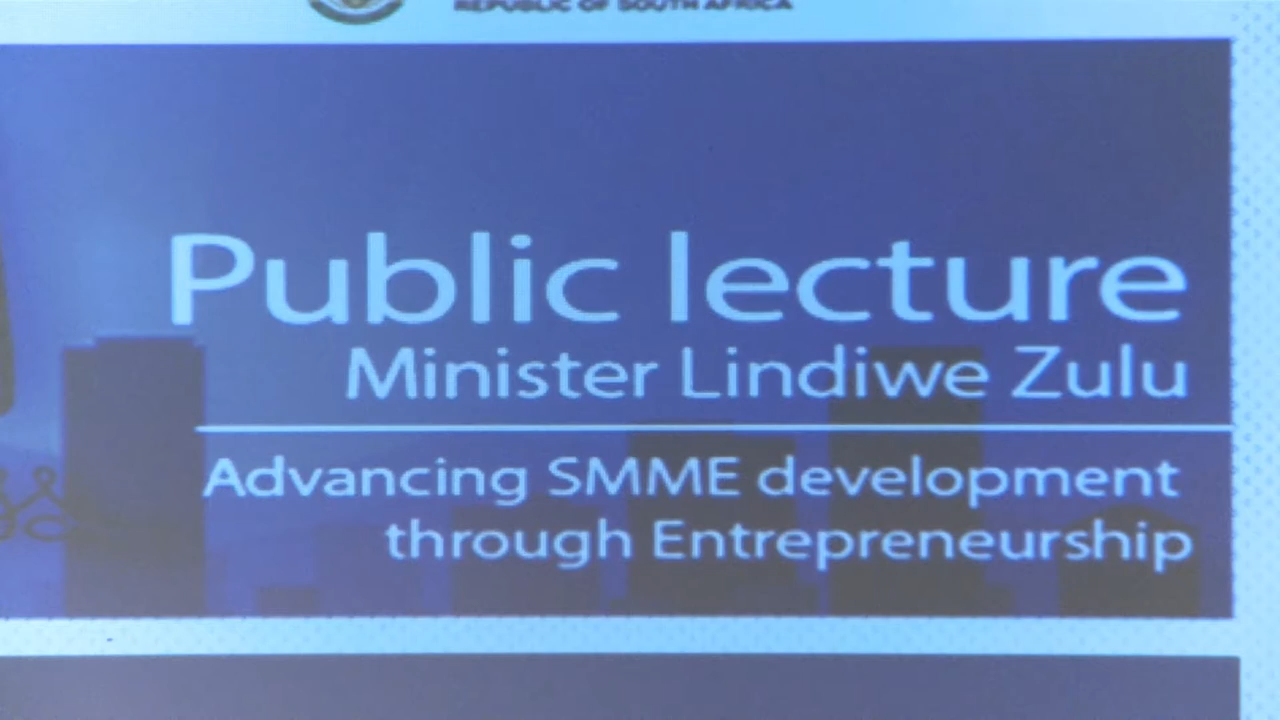 REPUBLIC OF SOUTH AFRICA
Public lecture
Minister Lindiwe Zulu
Advancing SMME development
through Entrepreneurship